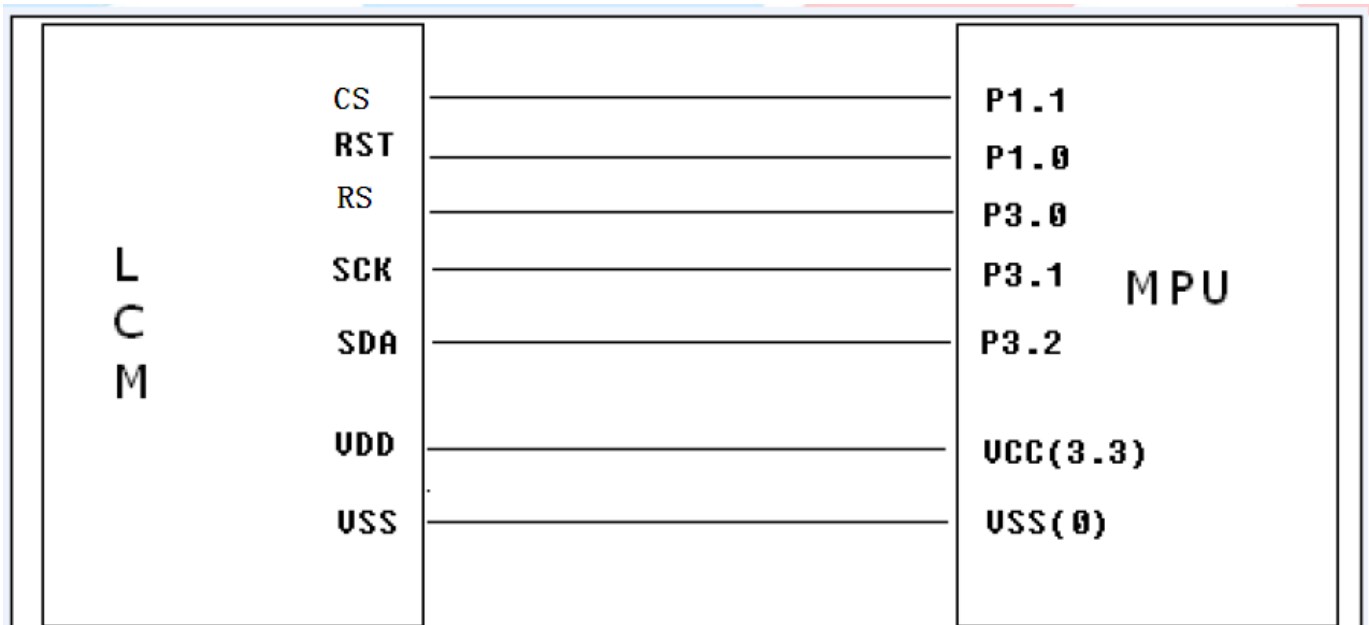 CS P1.1
RST P1.0
RS P3.0
SCK P3.1
L
C
M
MPU
SDA P3.2
VDD VCC(3.3)
VSS VSS(0)